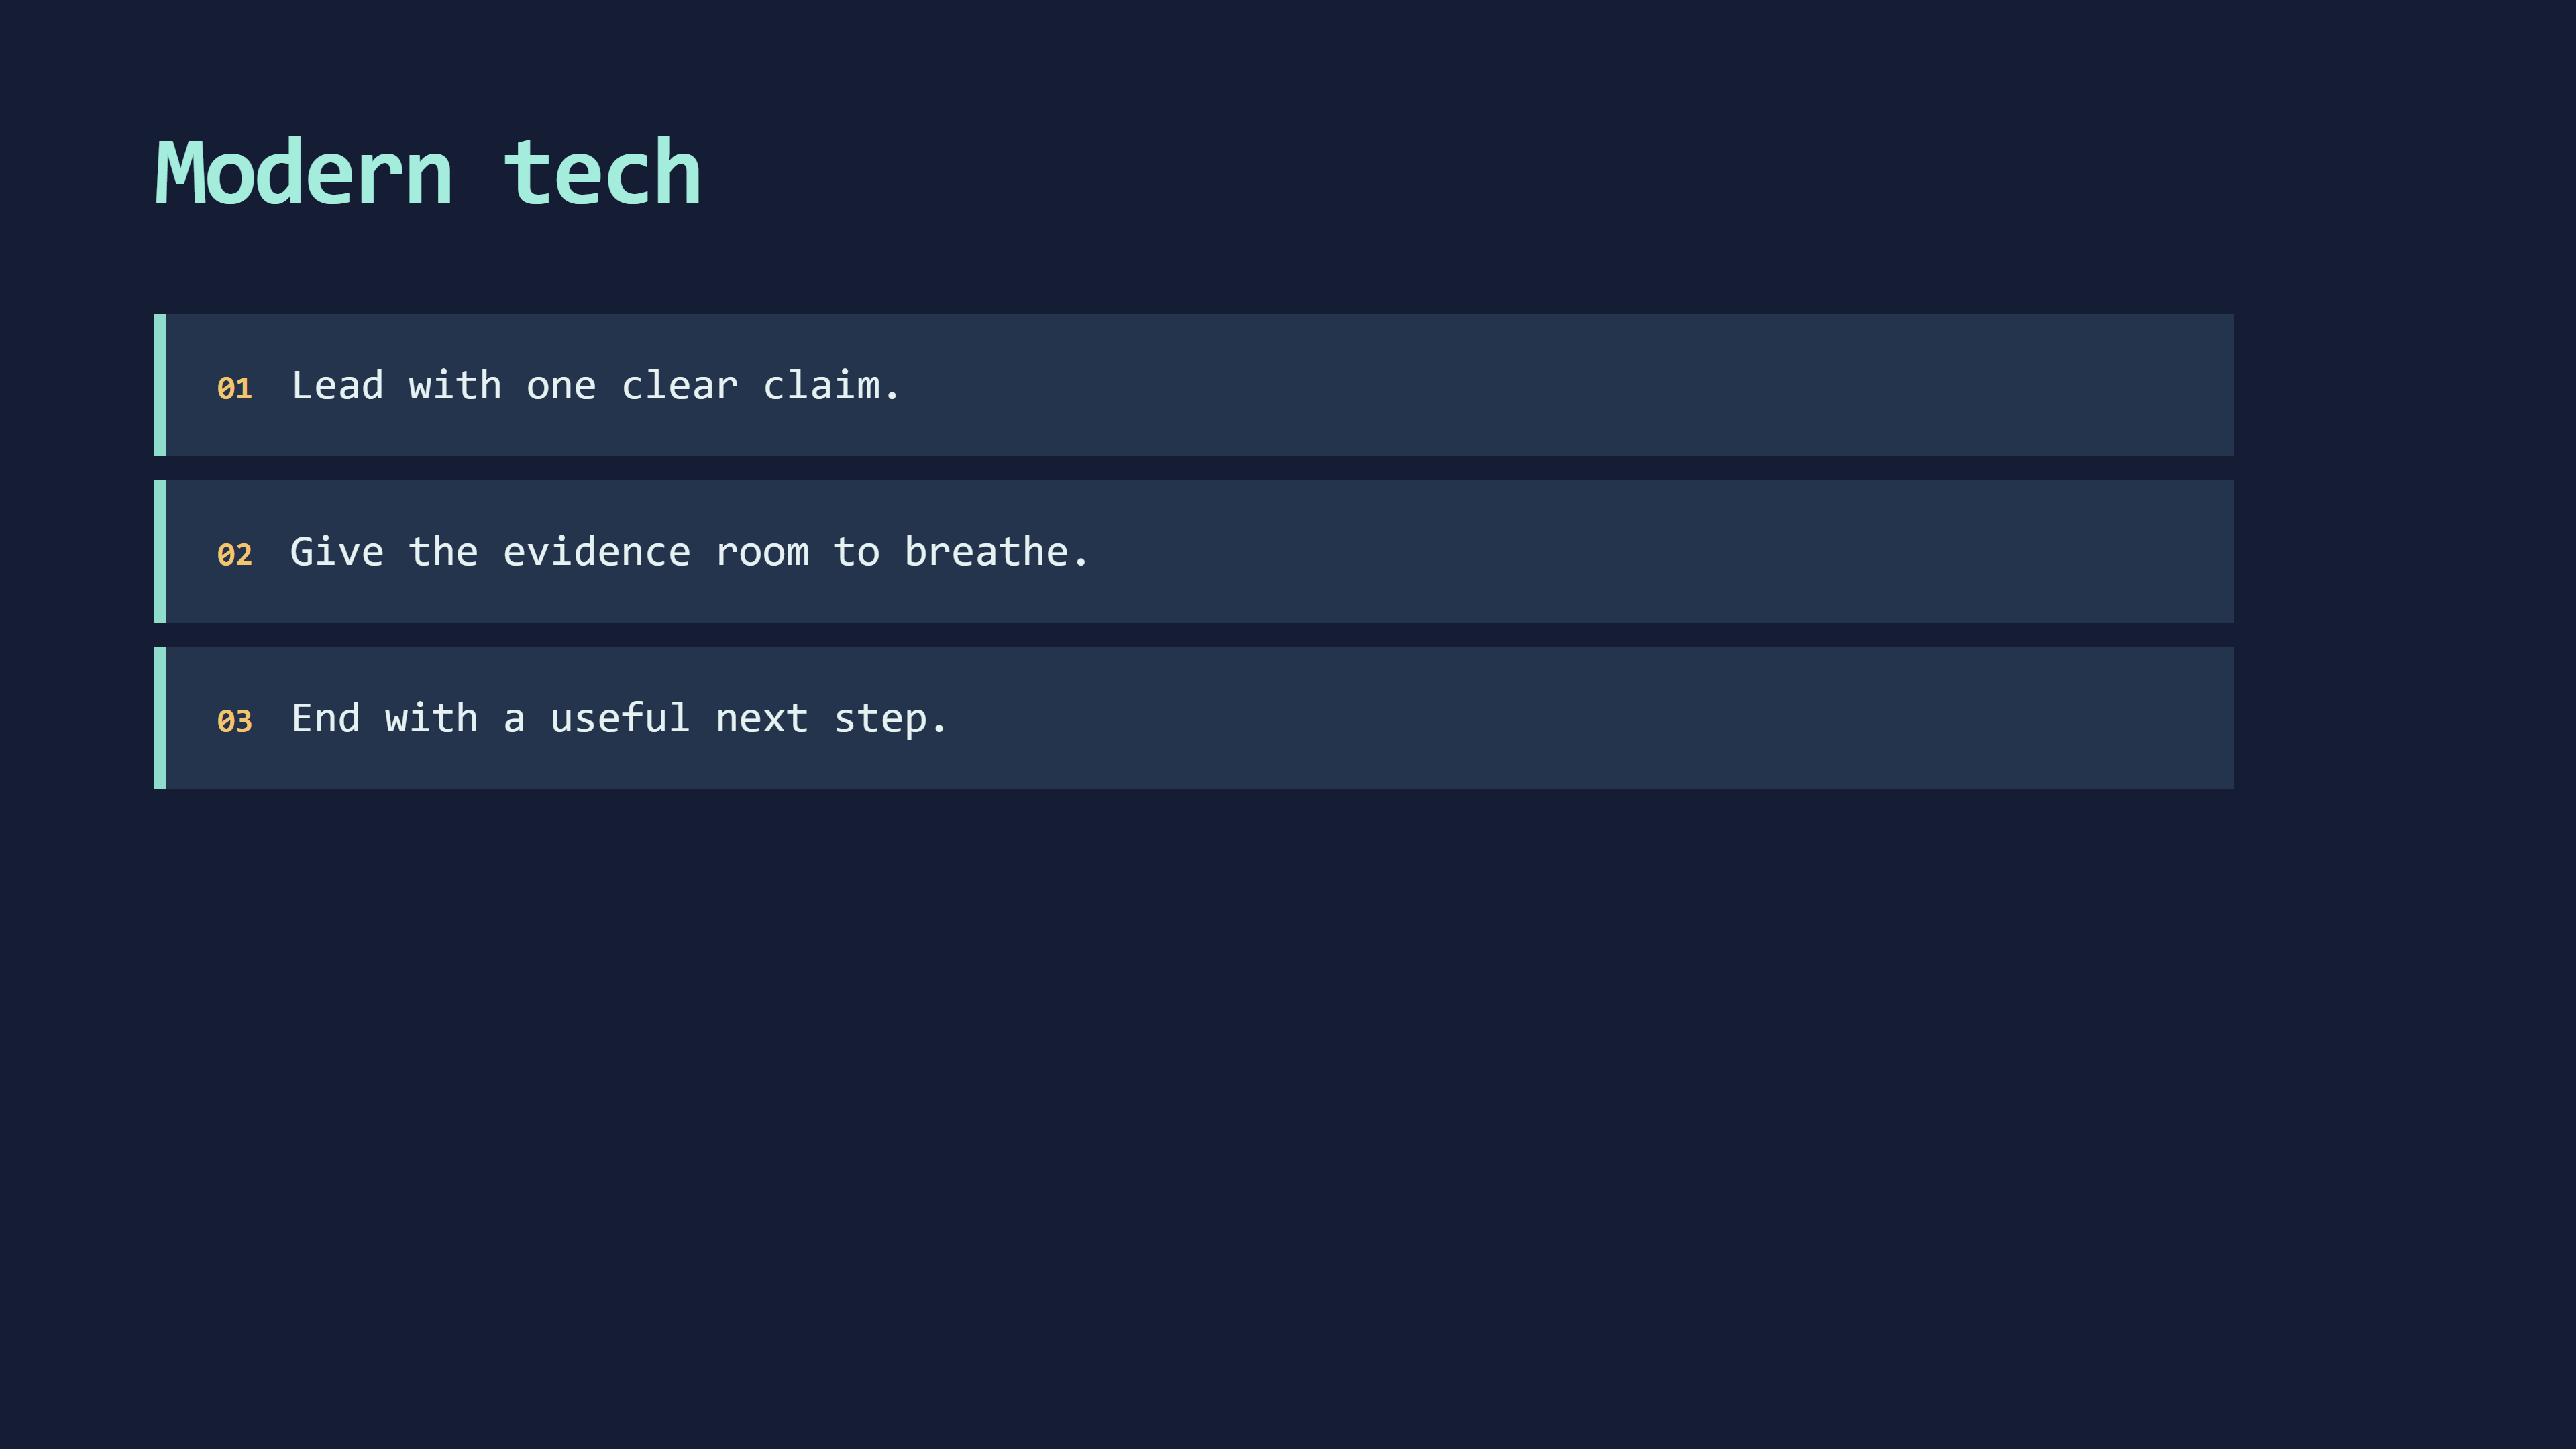 Modern tech
01 Lead with one clear claim.
02 Give the evidence room to breathe.
03 End with a useful next step.